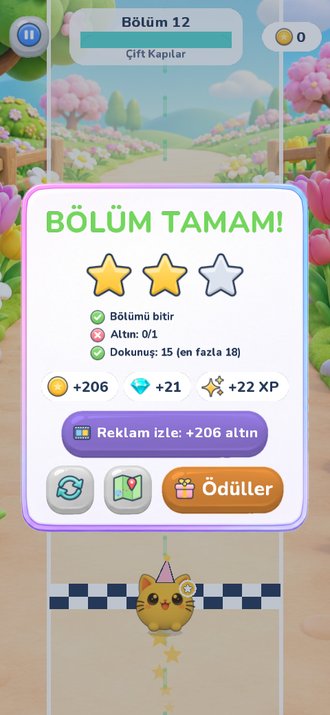 Bölüm 12
0
Çift Kapılar
BÖLÜM TAMAM!
Bölümü bitir
Altın: 0/1
Dokunuş: 15 (en fazla 18)
+206
+21
+22 XP
Reklam izle: +206 altın
Ödüller